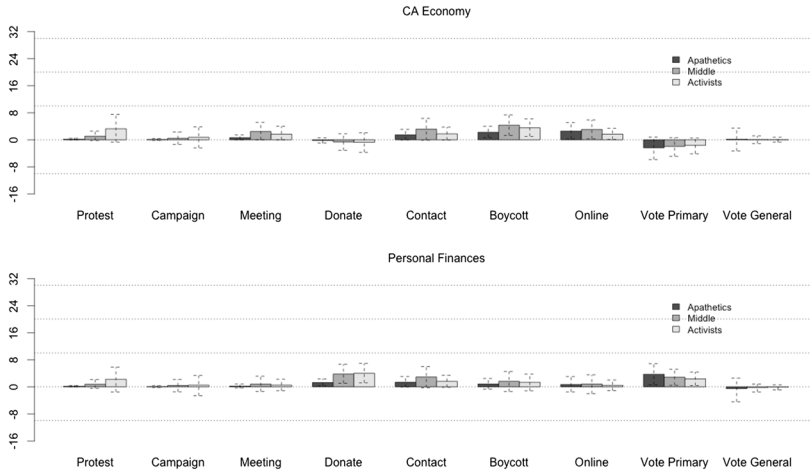 CA Economy
32
24
16
8
0
-8
-16
Apathetics
Middle
Activists
Protest Campaign Meeting Donate Contact Boycott Online Vote Primary Vote General
Personal Finances
32
24
16
8
0
-8
-16
Apathetics
Middle
Activists
Protest Campaign Meeting Donate Contact Boycott Online Vote Primary Vote General